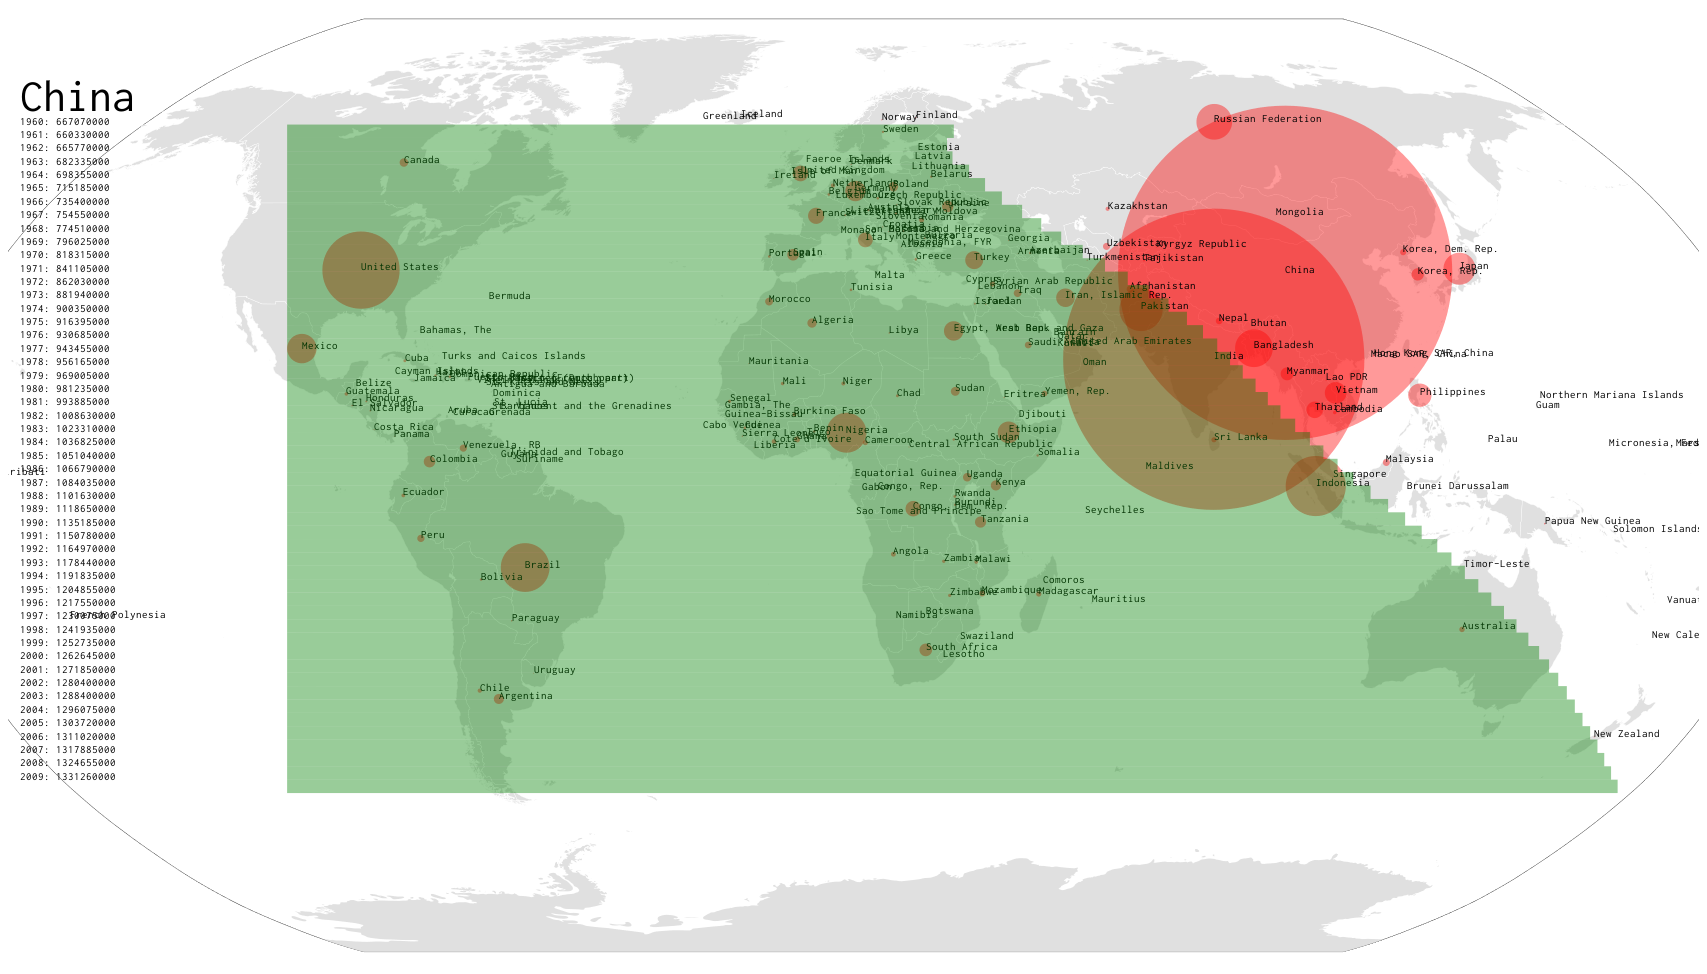 China
1960: 667070000
1961: 660330000
1962: 665770000
1963: 682335000
1964: 698355000
1965: 715185000
1966: 735400000
1967: 754550000
1968: 774510000
1969: 796025000
1970: 818315000
1971: 841105000
1972: 862030000
1973: 881940000
1974: 900350000
1975: 916395000
1976: 930685000
1977: 943455000
1978: 956165000
1979: 969005000
1980: 981235000
1981: 993885000
1982: 1008630000
1983: 1023310000
1984: 1036825000
1985: 1051040000
1986: 1066790000
1987: 1084035000
1988: 1101630000
1989: 1118650000
1990: 1135185000
1991: 1150780000
1992: 1164970000
1993: 1178440000
1994: 1191835000
1995: 1204855000
1996: 1217550000
1997: 1230075000
1998: 1241935000
1999: 1252735000
2000: 1262645000
2001: 1271850000
2002: 1280400000
2003: 1288400000
2004: 1296075000
2005: 1303720000
2006: 1311020000
2007: 1317885000
2008: 1324655000
2009: 1331260000
Greenland
Iceland
Norway
Finland
Sweden
Russian Federation
Estonia
Latvia
Lithuania
Belarus
Canada
Faeroe Islands
Denmark
Isle of Man
United Kingdom
Ireland
Netherlands
Poland
Germany
Belgium
Luxembourg
Czech Republic
Slovak Republic
Ukraine
Austria
Switzerland
Hungary
Moldova
France
Slovenia
Romania
Croatia
San Marino
Bosnia and Herzegovina
Monaco
Italy
Montenegro
Bulgaria
Albania
Macedonia, FYR
Kazakhstan
Mongolia
Georgia
Uzbekistan
Kyrgyz Republic
Armenia
Azerbaijan
Turkmenistan
Tajikistan
Korea, Dem. Rep.
Portugal
Spain
Greece
Turkey
United States
China
Korea, Rep.
Japan
Malta
Cyprus
Syrian Arab Republic
Lebanon
Tunisia
Iraq
Iran, Islamic Rep.
Afghanistan
Bermuda
Morocco
Israel
Jordan
Pakistan
Algeria
Libya
Egypt, Arab Rep.
West Bank and Gaza
Nepal
Bhutan
Bahamas, The
Bahrain
Qatar
Kuwait
Saudi Arabia
United Arab Emirates
Mexico
Bangladesh
India
Hong Kong SAR, China
Macao SAR, China
Cuba
Turks and Caicos Islands
Mauritania
Oman
Cayman Islands
Dominican Republic
Jamaica
Antigua and Barbuda
Myanmar
Lao PDR
Belize
Guatemala
Honduras
El Salvador
Nicaragua
Dominica
St. Lucia
Barbados
St. Vincent and the Grenadines
Aruba
Curacao
Grenada
Mali
Niger
Chad
Sudan
Eritrea
Yemen, Rep.
Vietnam
Philippines
Thailand
Cambodia
Northern Mariana Islands
Guam
Senegal
Gambia, The
Guinea-Bissau
Burkina Faso
Djibouti
Costa Rica
Panama
Cabo Verde
Guinea
Sierra Leone
Togo
Benin
Nigeria
Ghana
Cote d'Ivoire
Liberia
Cameroon
Ethiopia
South Sudan
Central African Republic
Somalia
Sri Lanka
Palau
Micronesia, Fed
Venezuela, RB
Guyana
Trinidad and Tobago
Suriname
Colombia
Maldives
Malaysia
Singapore
Indonesia
Brunei Darussalam
Equatorial Guinea
Uganda
Kenya
Gabon
Congo, Rep.
Rwanda
Burundi
Congo, Dem. Rep.
Sao Tome and Principe
Tanzania
Seychelles
Ecuador
Papua New Guinea
Solomon Islands
Peru
Brazil
Bolivia
Angola
Zambia
Malawi
Comoros
Timor-Leste
Zimbabwe
Mozambique
Madagascar
Mauritius
Vanuat
French Polynesia
Paraguay
Namibia
Botswana
Australia
Swaziland
South Africa
Lesotho
New Cale
Uruguay
Chile
Argentina
New Zealand